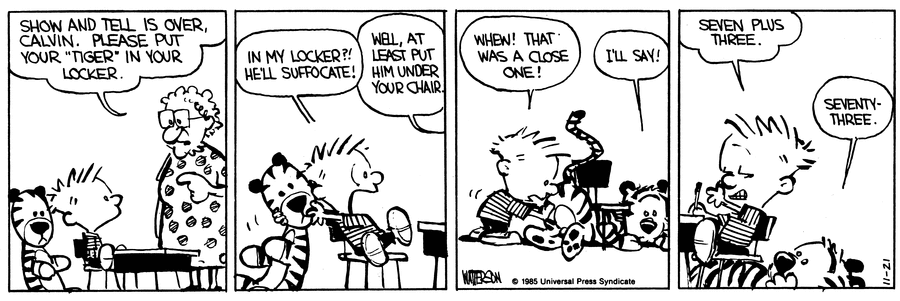 SHOW AND TELL IS OVER,
CALVIN. PLEASE PUT
YOUR "TIGER" IN YOUR
LOCKER.
IN MY LOCKER?!
HE'LL SUFFOCATE!
WELL, AT
LEAST PUT
HIM UNDER
YOUR CHAIR.
WHEW! THAT
WAS A CLOSE
ONE!
I'LL SAY!
WATTERSON
© 1985 Universal Press Syndicate
SEVEN PLUS
THREE.
SEVENTY-
THREE.
11-21